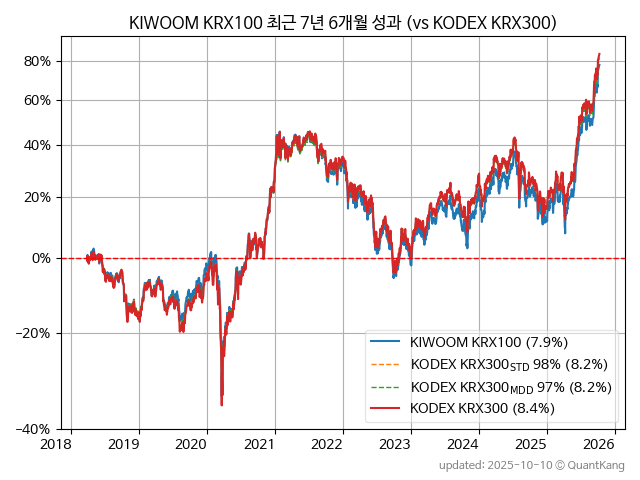 KIWOOM KRX100 최근 7년 6개월 성과 (vs KODEX KRX300)
80%
60%
40%
20%
0%
−20%
−40%
KIWOOM KRX100 (7.9%)
KODEX KRX300STD 98% (8.2%)
KODEX KRX300MDD 97% (8.2%)
KODEX KRX300 (8.4%)
2018 2019 2020 2021 2022 2023 2024 2025 2026
updated: 2025-10-10 © QuantKang